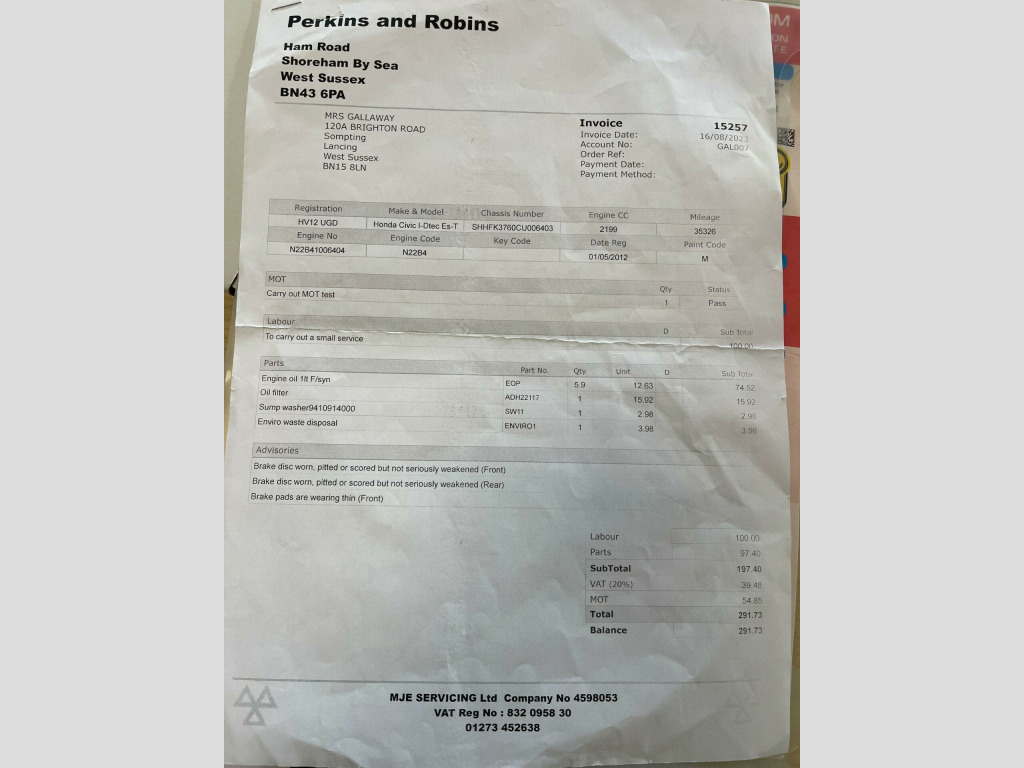 Perkins and Robins
Ham Road
Shoreham By Sea
West Sussex
BN43 6PA
MRS GALLAWAY
120A BRIGHTON ROAD
Sompting
Lancing
West Sussex
BN15 8LN
Invoice 15257
Invoice Date: 16/08/2023
Account No: GAL007
Order Ref:
Payment Date:
Payment Method:
Registration Make & Model Chassis Number Engine CC Mileage
HV12 UGD Honda Civic I-Dtec Es-T SHHFK3760CU006403 2199 35326
Engine No Engine Code Key Code Date Reg Paint Code
N22B41006404 N22B4 01/05/2012 M
MOT Qty Status
Carry out MOT test 1 Pass
Labour D Sub Total
To carry out a small service 100.00
Parts Part No. Qty Unit D Sub Total
Engine oil 1lt F/syn EOP 5.9 12.63 74.52
Oil filter ADH22117 1 15.92 15.92
Sump washer9410914000 SW11 1 2.98 2.98
Enviro waste disposal ENVIRO1 1 3.98 3.98
Advisories
Brake disc worn, pitted or scored but not seriously weakened (Front)
Brake disc worn, pitted or scored but not seriously weakened (Rear)
Brake pads are wearing thin (Front)
Labour 100.00
Parts 97.40
SubTotal 197.40
VAT (20%) 39.48
MOT 54.85
Total 291.73
Balance 291.73
MJE SERVICING Ltd Company No 4598053
VAT Reg No : 832 0958 30
01273 452638